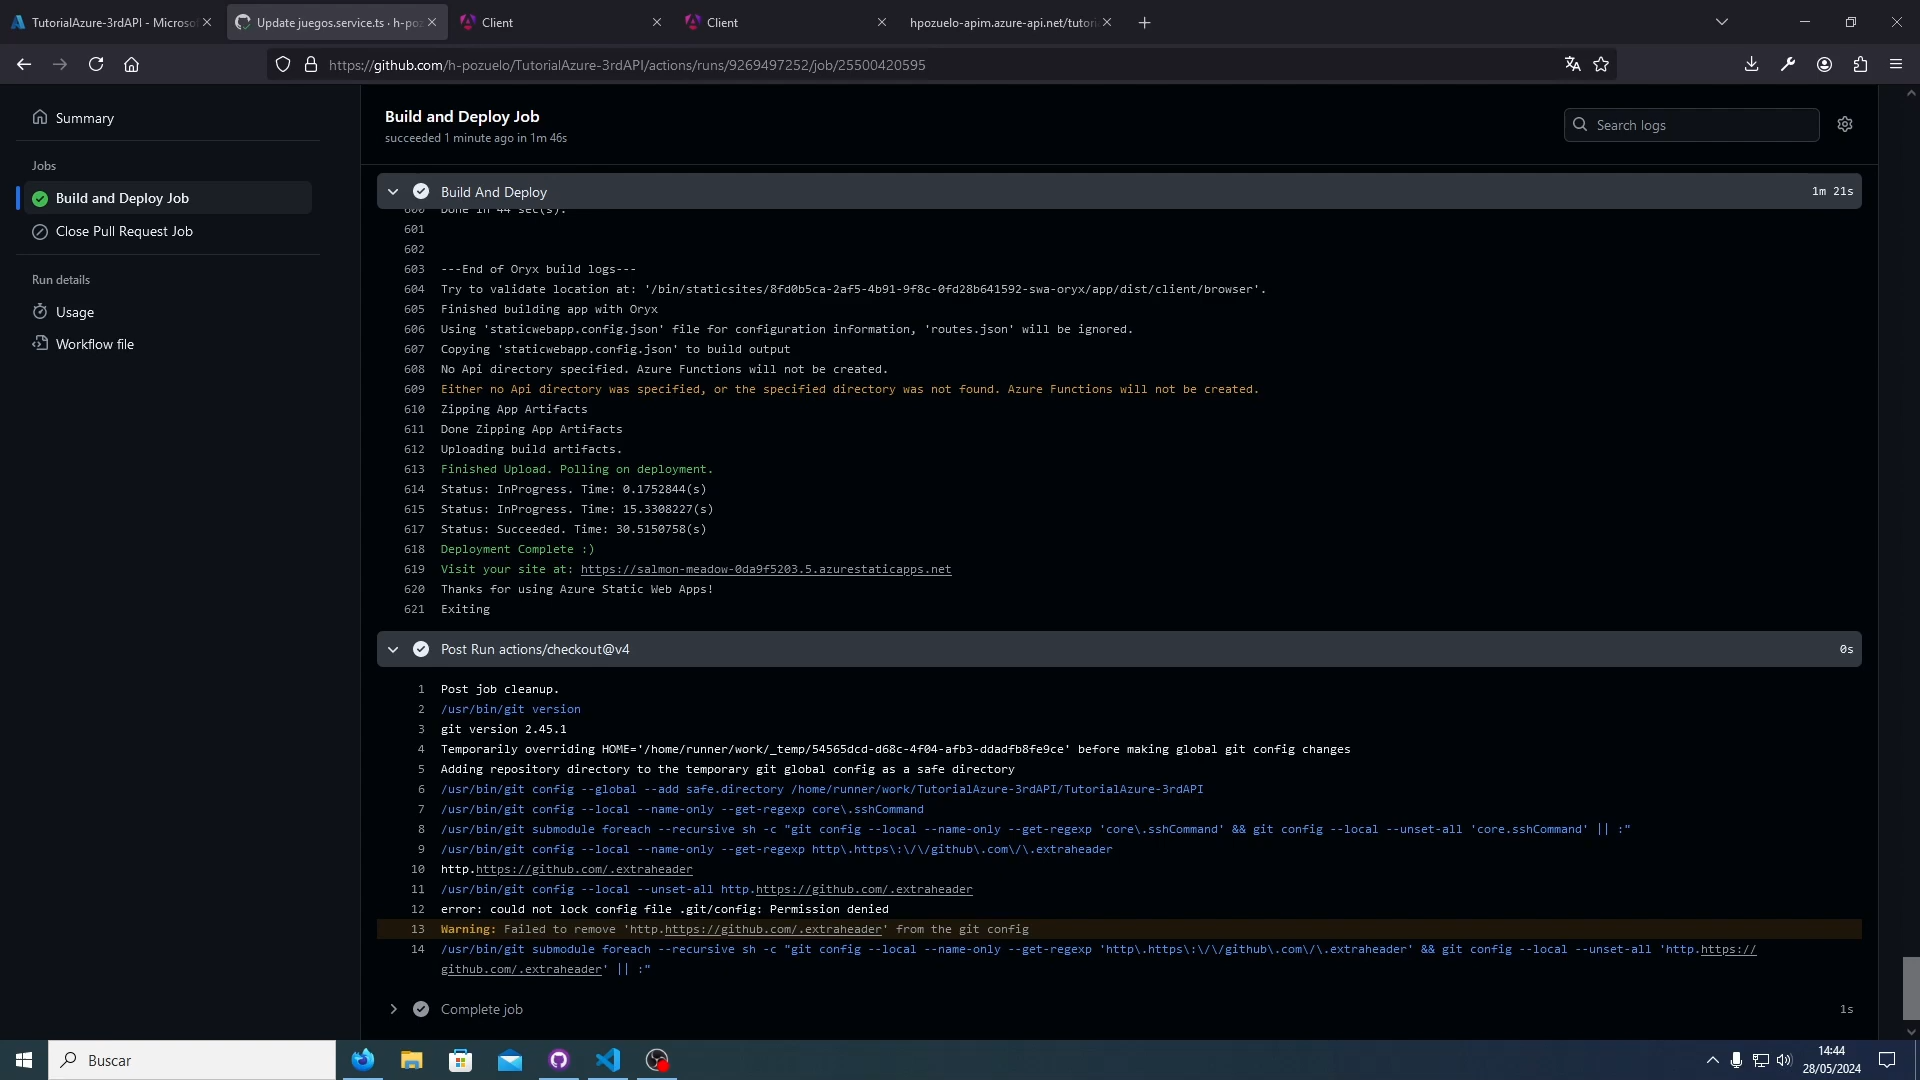 TutorialAzure-3rdAPI - Microso
Update juegos.service.ts · h-poz
Client
Client
hpozuelo-apim.azure-api.net/tutori
https://github.com/h-pozuelo/TutorialAzure-3rdAPI/actions/runs/9269497252/job/25500420595
Summary
Jobs
Build and Deploy Job
Close Pull Request Job
Run details
Usage
Workflow file
Build and Deploy Job
succeeded 1 minute ago in 1m 46s
Search logs
Build And Deploy
1m 21s
600 Done in 44 sec(s).
601
602
603 ---End of Oryx build logs---
604 Try to validate location at: '/bin/staticsites/8fd0b5ca-2af5-4b91-9f8c-0fd28b641592-swa-oryx/app/dist/client/browser'.
605 Finished building app with Oryx
606 Using 'staticwebapp.config.json' file for configuration information, 'routes.json' will be ignored.
607 Copying 'staticwebapp.config.json' to build output
608 No Api directory specified. Azure Functions will not be created.
609 Either no Api directory was specified, or the specified directory was not found. Azure Functions will not be created.
610 Zipping App Artifacts
611 Done Zipping App Artifacts
612 Uploading build artifacts.
613 Finished Upload. Polling on deployment.
614 Status: InProgress. Time: 0.1752844(s)
615 Status: InProgress. Time: 15.3308227(s)
617 Status: Succeeded. Time: 30.5150758(s)
618 Deployment Complete :)
619 Visit your site at: https://salmon-meadow-0da9f5203.5.azurestaticapps.net
620 Thanks for using Azure Static Web Apps!
621 Exiting
Post Run actions/checkout@v4
0s
1 Post job cleanup.
2 /usr/bin/git version
3 git version 2.45.1
4 Temporarily overriding HOME='/home/runner/work/_temp/54565dcd-d68c-4f04-afb3-ddadfb8fe9ce' before making global git config changes
5 Adding repository directory to the temporary git global config as a safe directory
6 /usr/bin/git config --global --add safe.directory /home/runner/work/TutorialAzure-3rdAPI/TutorialAzure-3rdAPI
7 /usr/bin/git config --local --name-only --get-regexp core\.sshCommand
8 /usr/bin/git submodule foreach --recursive sh -c "git config --local --name-only --get-regexp 'core\.sshCommand' && git config --local --unset-all 'core.sshCommand' || :"
9 /usr/bin/git config --local --name-only --get-regexp http\.https\:\/\/github\.com\/\.extraheader
10 http.https://github.com/.extraheader
11 /usr/bin/git config --local --unset-all http.https://github.com/.extraheader
12 error: could not lock config file .git/config: Permission denied
13 Warning: Failed to remove 'http.https://github.com/.extraheader' from the git config
14 /usr/bin/git submodule foreach --recursive sh -c "git config --local --name-only --get-regexp 'http\.https\:\/\/github\.com\/\.extraheader' && git config --local --unset-all 'http.https://
github.com/.extraheader' || :"
Complete job
1s
Buscar
14:44
28/05/2024